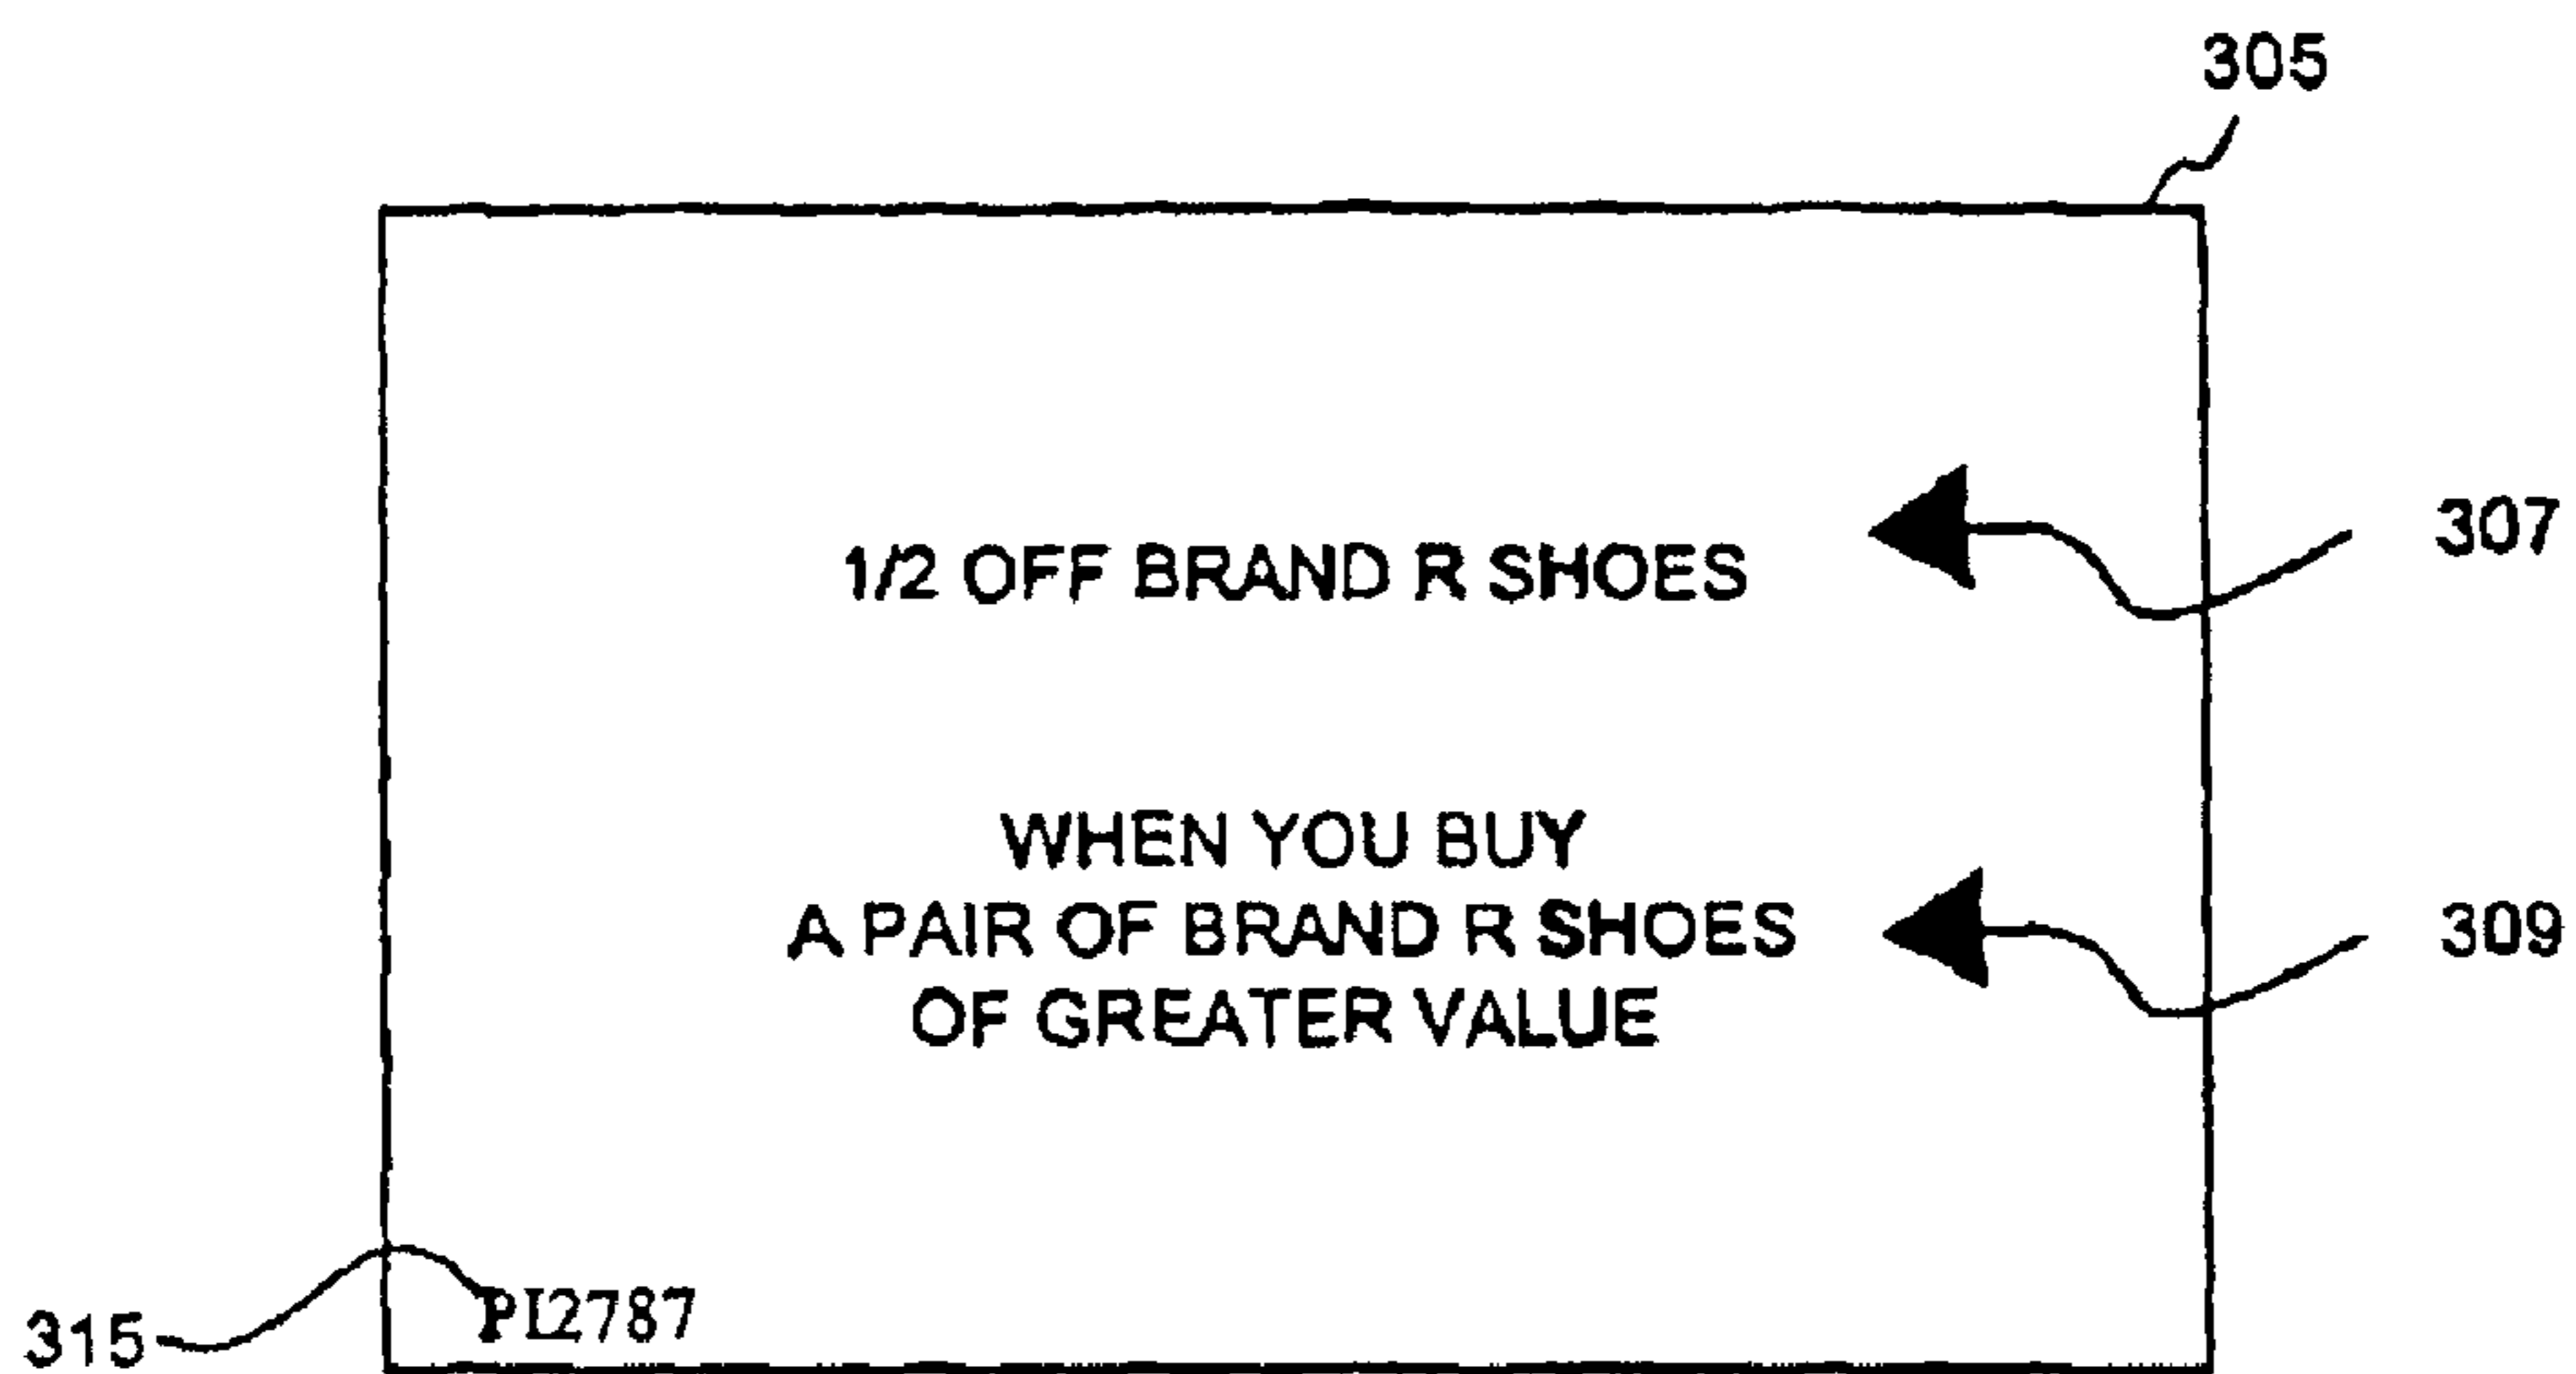 305
1/2 OFF BRAND R SHOES
307
WHEN YOU BUY
A PAIR OF BRAND R SHOES
309
OF GREATER VALUE
PI2787
315